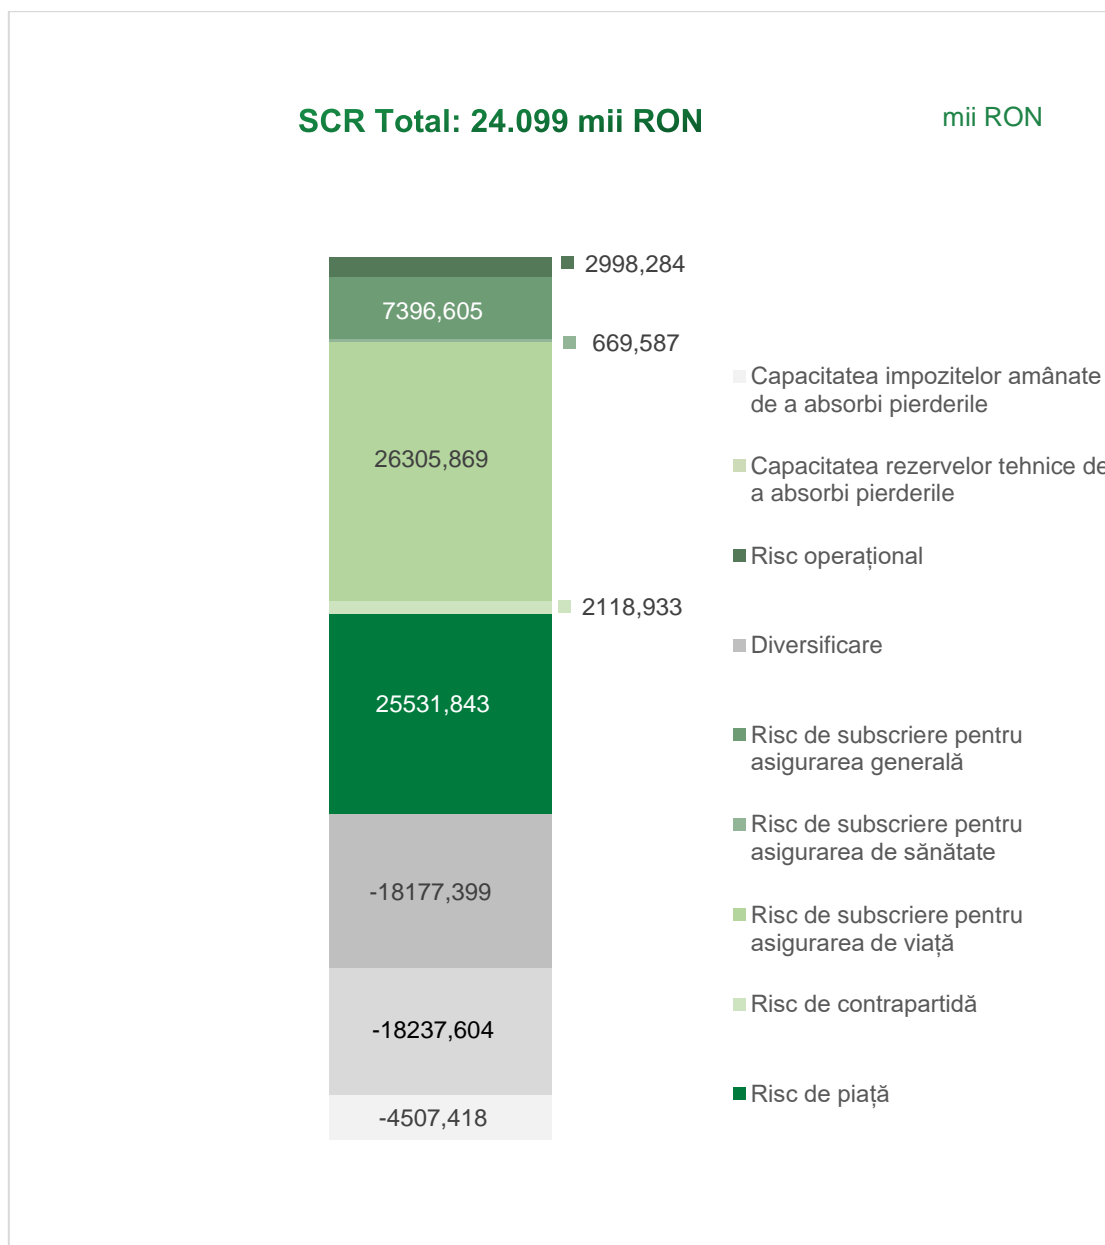 SCR Total: 24.099 mii RON
mii RON
2998,284
7396,605
669,587
26305,869
2118,933
25531,843
-18177,399
-18237,604
-4507,418
Capacitatea impozitelor amânate
de a absorbi pierderile
Capacitatea rezervelor tehnice de
a absorbi pierderile
Risc operațional
Diversificare
Risc de subscriere pentru
asigurarea generală
Risc de subscriere pentru
asigurarea de sănătate
Risc de subscriere pentru
asigurarea de viață
Risc de contrapartidă
Risc de piață